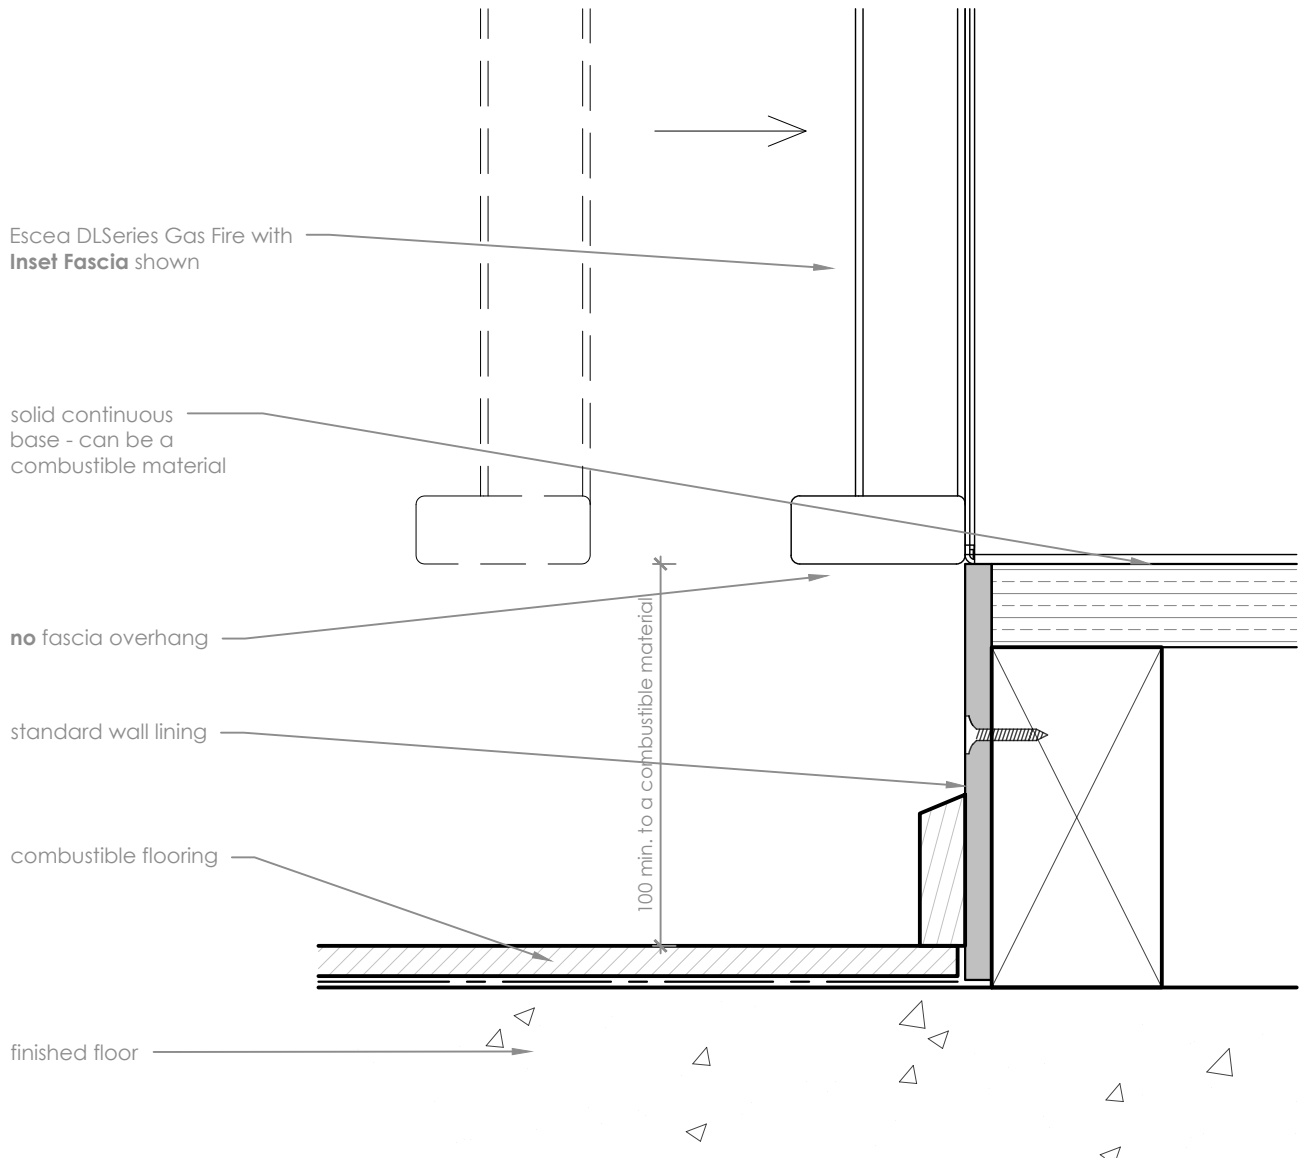 Escea DLSeries Gas Fire with
Inset Fascia shown
solid continuous
base - can be a
combustible material
no fascia overhang
100 min. to a combustible material
standard wall lining
combustible flooring
finished floor